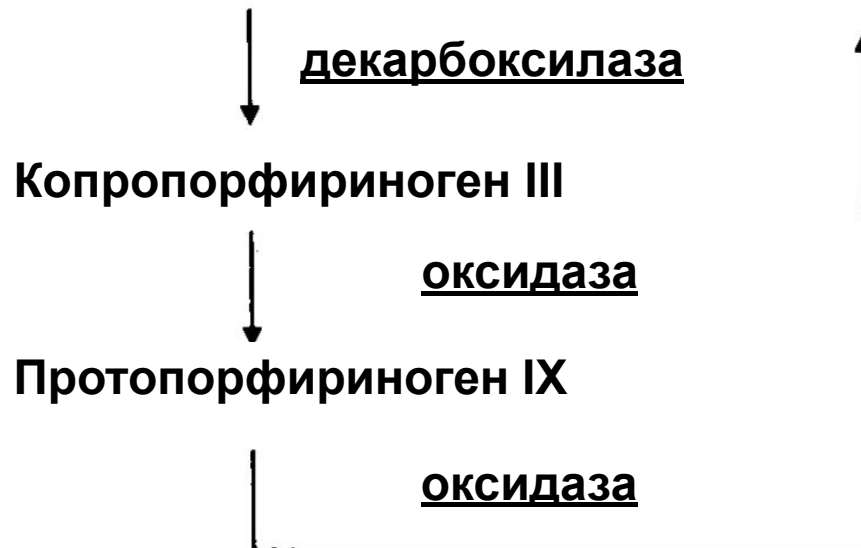 декарбоксилаза
Копропорфириноген III
оксидаза
Протопорфириноген IX
оксидаза